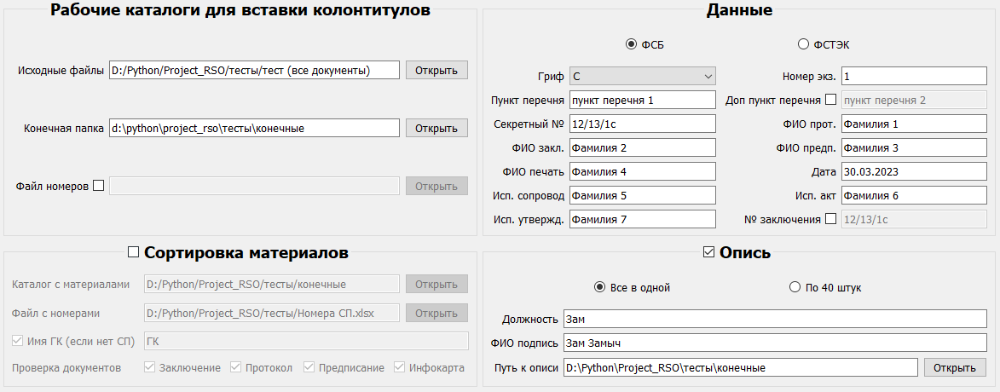 Рабочие каталоги для вставки колонтитулов
Исходные файлы D:/Python/Project_RSO/тесты/тест (все документы) Открыть
Конечная папка d:\python\project_rso\тесты\конечные Открыть
Файл номеров Открыть
Данные
ФСБ ФСТЭК
Гриф С Номер экз. 1
Пункт перечня пункт перечня 1 Доп пункт перечня пункт перечня 2
Секретный № 12/13/1с ФИО прот. Фамилия 1
ФИО закл. Фамилия 2 ФИО предп. Фамилия 3
ФИО печать Фамилия 4 Дата 30.03.2023
Исп. сопровод Фамилия 5 Исп. акт Фамилия 6
Исп. утвержд. Фамилия 7 № заключения 12/13/1с
Сортировка материалов
Каталог с материалами D:/Python/Project_RSO/тесты/конечные Открыть
Файл с номерами D:/Python/Project_RSO/тесты/Номера СП.xlsx Открыть
Имя ГК (если нет СП) ГК
Проверка документов Заключение Протокол Предписание Инфокарта
Опись
Все в одной По 40 штук
Должность Зам
ФИО подпись Зам Замыч
Путь к описи D:\Python\Project_RSO\тесты\конечные Открыть